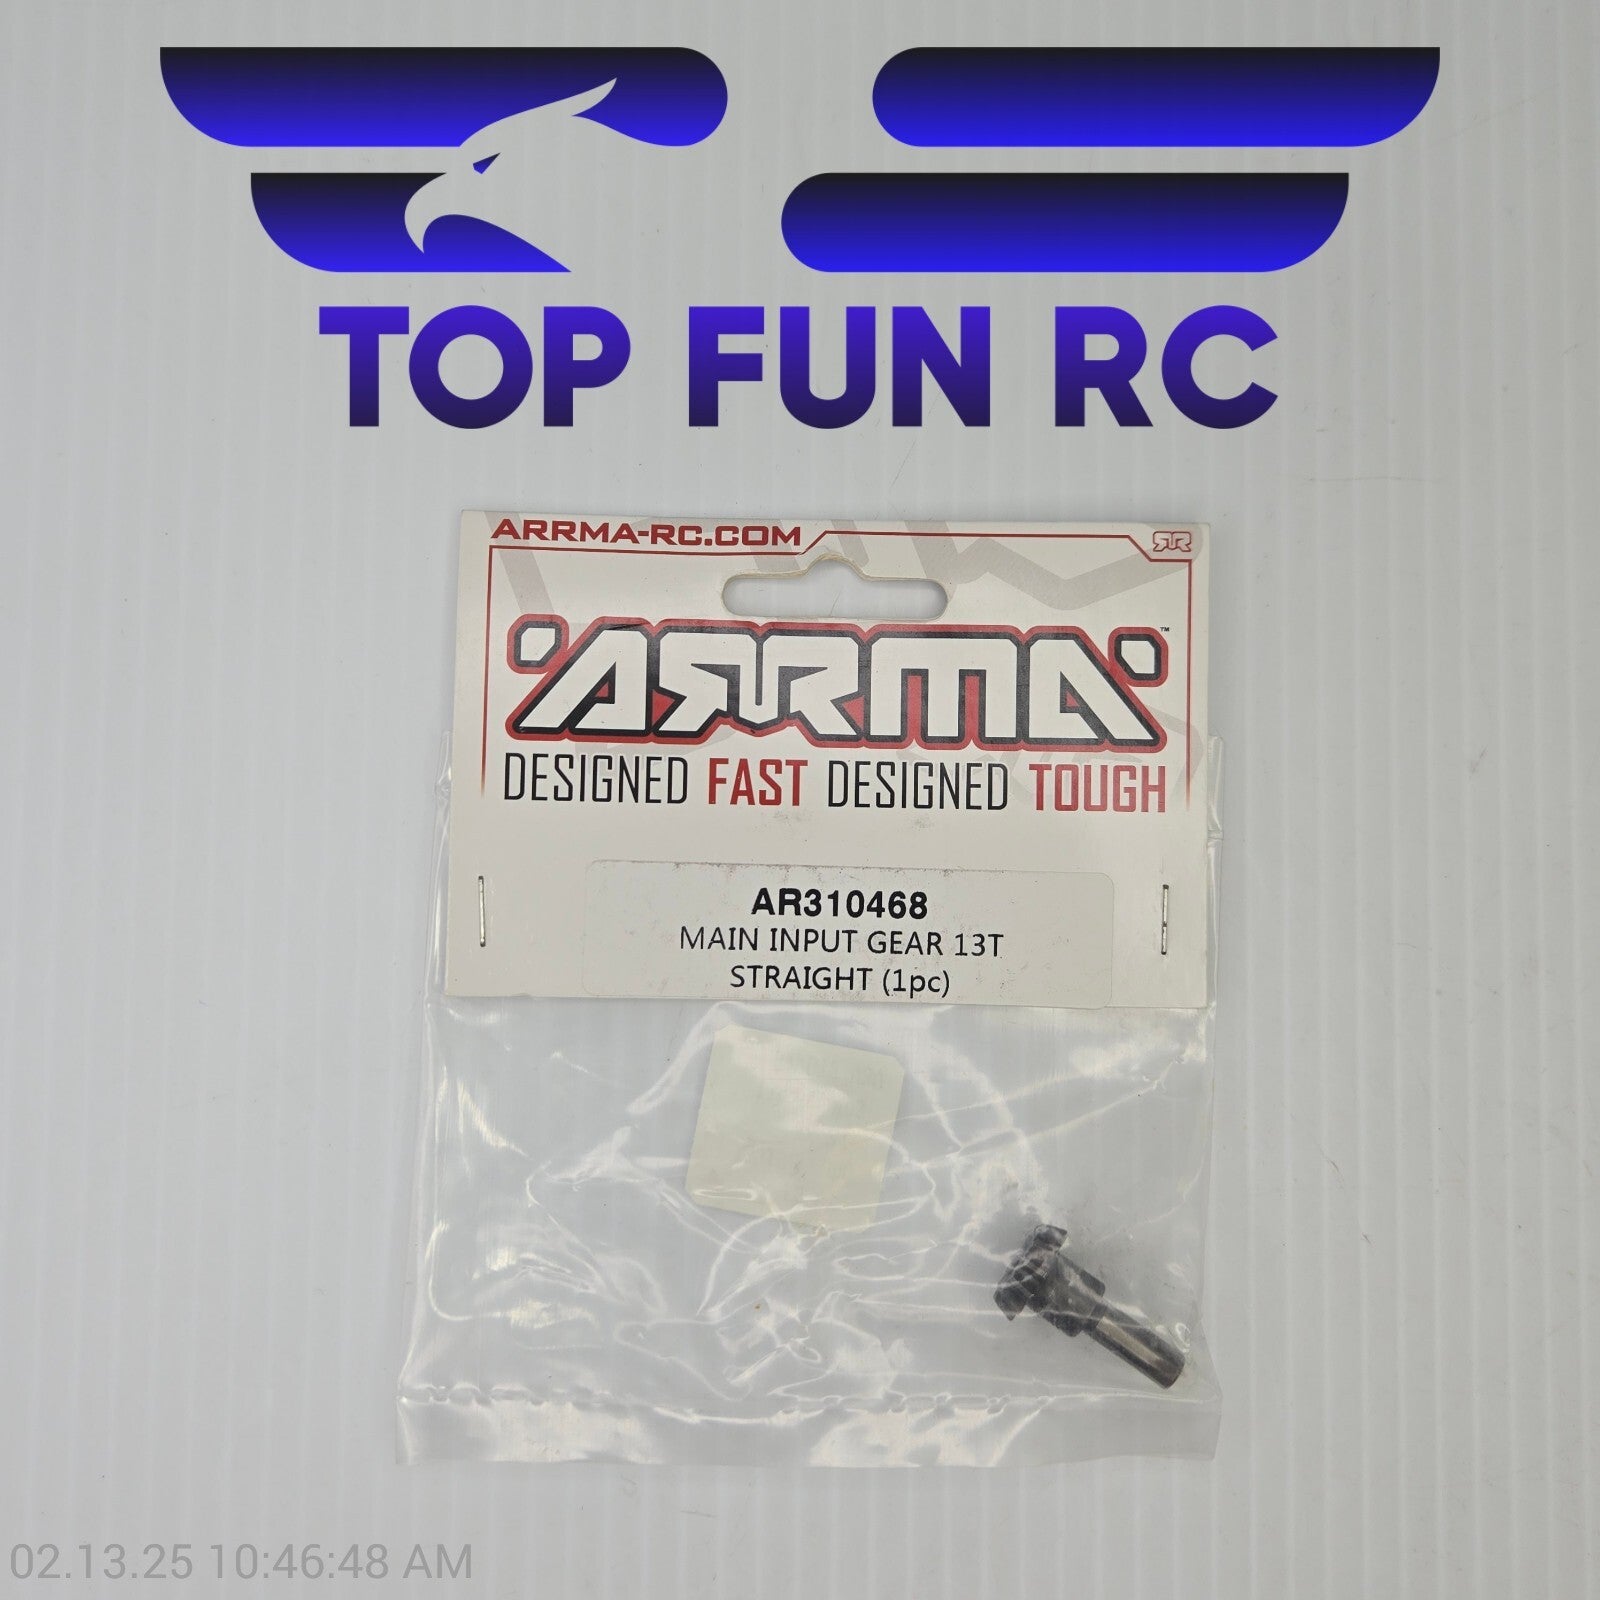 TOP FUN RC
ARRMA-RC.COM
ARRMA™
DESIGNED FAST DESIGNED TOUGH
AR310468
MAIN INPUT GEAR 13T
STRAIGHT (1pc)
02.13.25 10:46:48 AM